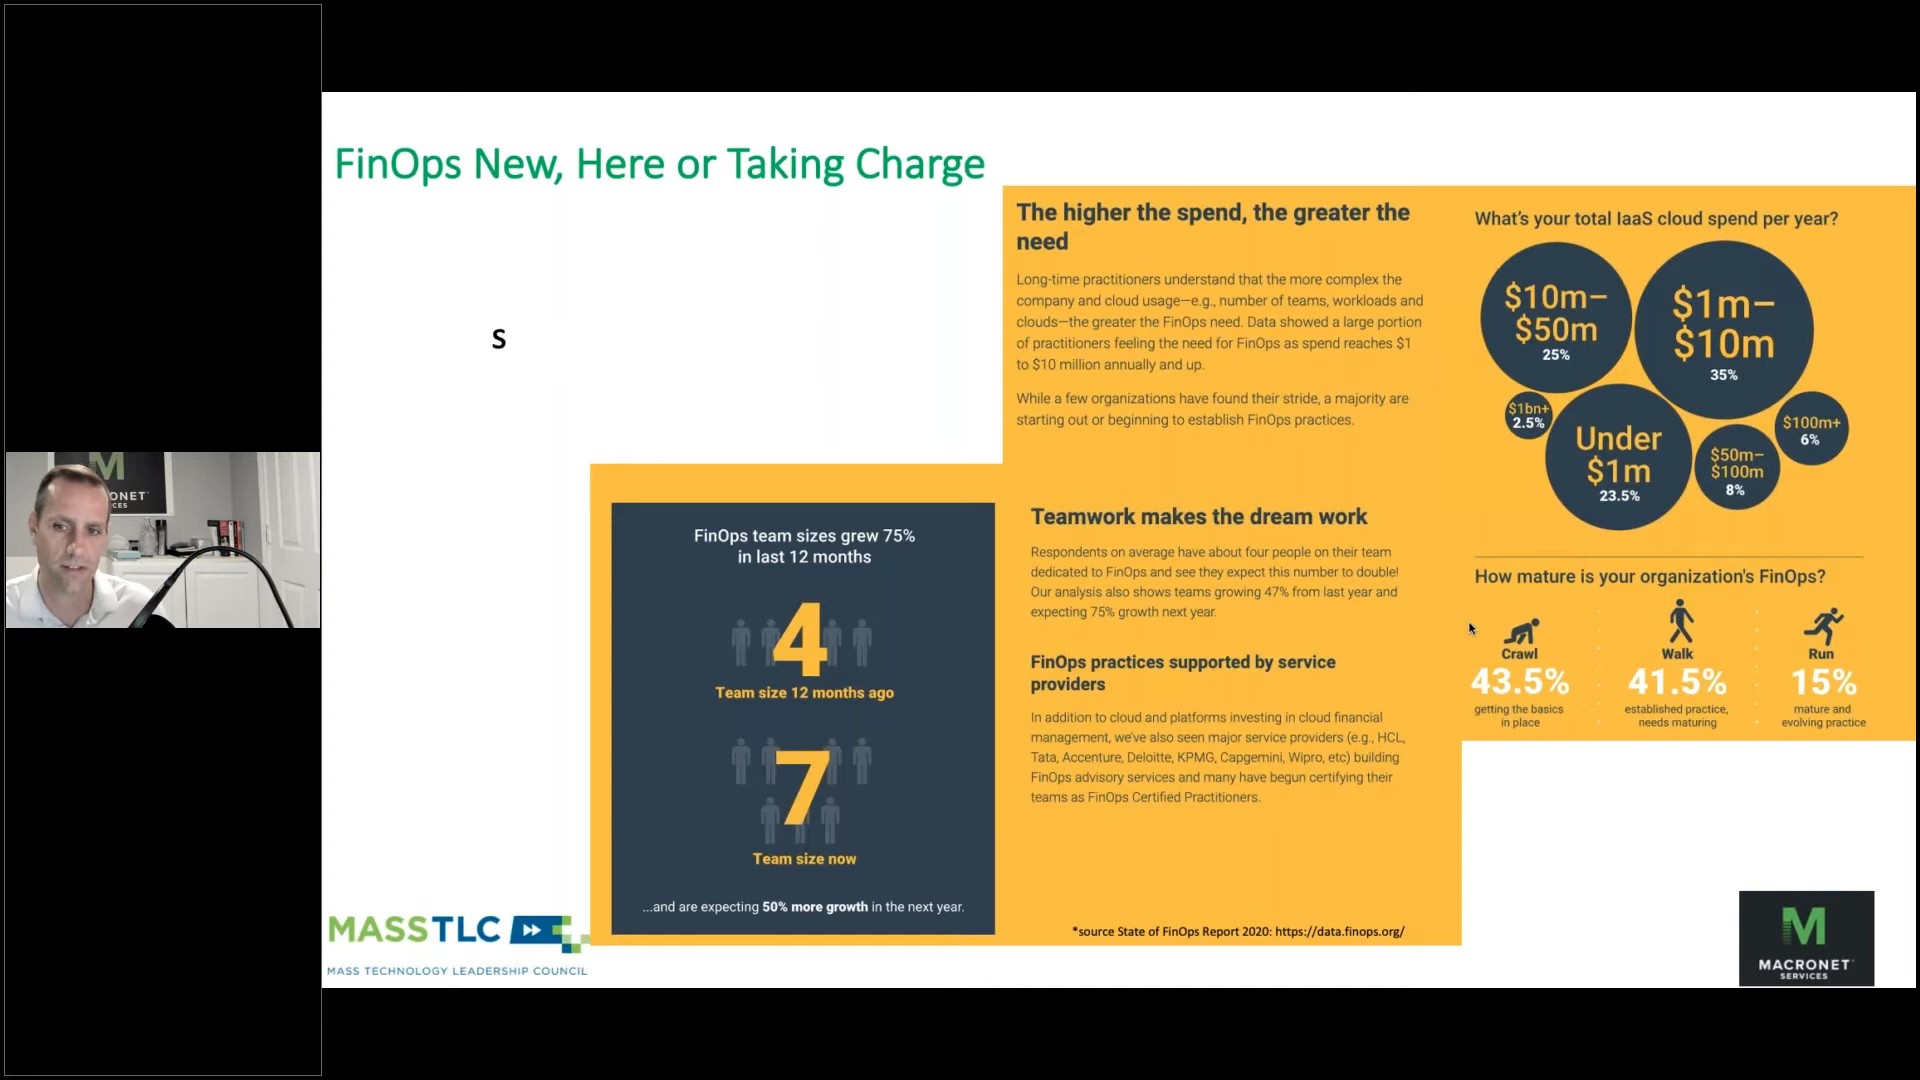 FinOps New, Here or Taking Charge
S
The higher the spend, the greater the
need
Long-time practitioners understand that the more complex the
company and cloud usage—e.g., number of teams, workloads and
clouds—the greater the FinOps need. Data showed a large portion
of practitioners feeling the need for FinOps as spend reaches $1
to $10 million annually and up.
While a few organizations have found their stride, a majority are
starting out or beginning to establish FinOps practices.
What's your total IaaS cloud spend per year?
$10m–
$50m
25%
$1m–
$10m
35%
$1bn+
2.5%
Under
$1m
23.5%
$50m–
$100m
8%
$100m+
6%
How mature is your organization's FinOps?
Crawl
43.5%
getting the basics
in place
Walk
41.5%
established practice,
needs maturing
Run
15%
mature and
evolving practice
FinOps team sizes grew 75%
in last 12 months
4
Team size 12 months ago
7
Team size now
...and are expecting 50% more growth in the next year.
Teamwork makes the dream work
Respondents on average have about four people on their team
dedicated to FinOps and see they expect this number to double!
Our analysis also shows teams growing 47% from last year and
expecting 75% growth next year.
FinOps practices supported by service
providers
In addition to cloud and platforms investing in cloud financial
management, we've also seen major service providers (e.g., HCL,
Tata, Accenture, Deloitte, KPMG, Capgemini, Wipro, etc) building
FinOps advisory services and many have begun certifying their
teams as FinOps Certified Practitioners.
*source State of FinOps Report 2020: https://data.finops.org/
MASSTLC
MASS TECHNOLOGY LEADERSHIP COUNCIL
M
MACRONET
SERVICES
M
ONET
CES